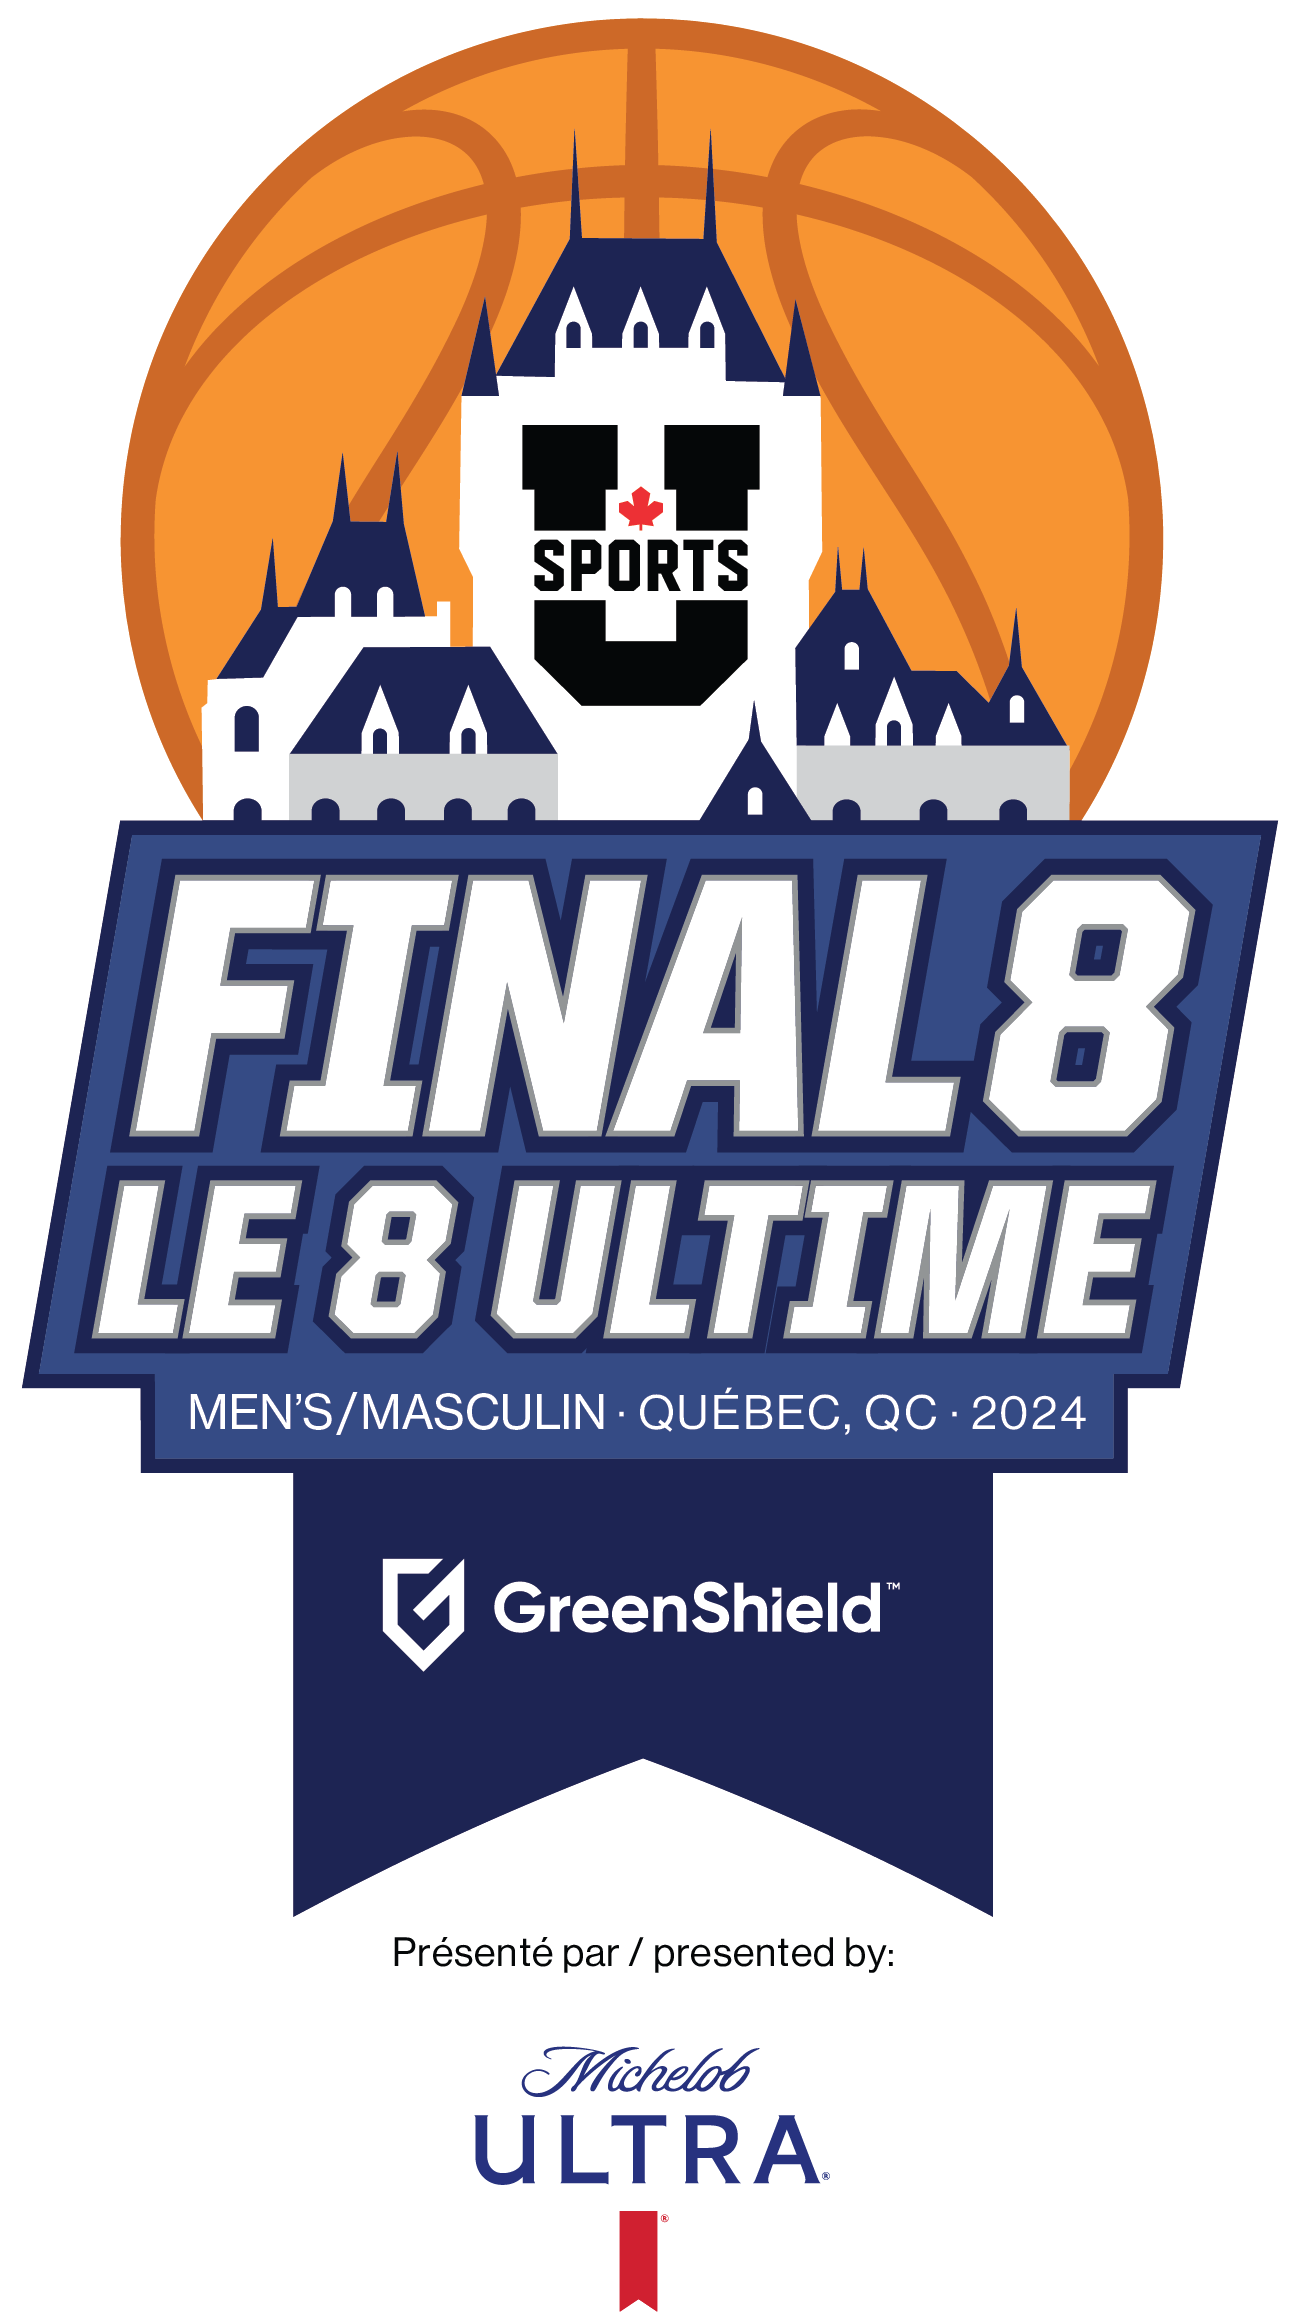 U
SPORTS
FINAL 8
LE 8 ULTIME
MEN'S/MASCULIN · QUÉBEC, QC · 2024
GreenShield™
Présenté par / presented by:
Michelob
ULTRA®
®